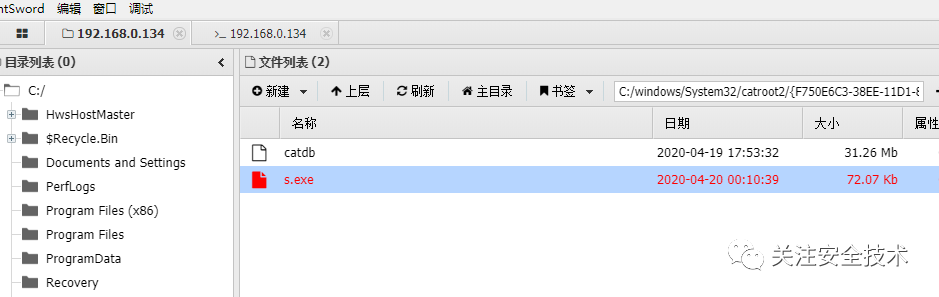 ntSword 编辑 窗口 调试
192.168.0.134 >_ 192.168.0.134
目录列表 (0)
文件列表 (2)
C:/
HwsHostMaster
$Recycle.Bin
Documents and Settings
PerfLogs
Program Files (x86)
Program Files
ProgramData
Recovery
新建 上层 刷新 主目录 书签 C:/windows/System32/catroot2/{F750E6C3-38EE-11D1-8
名称 日期 大小 属性
catdb 2020-04-19 17:53:32 31.26 Mb
s.exe 2020-04-20 00:10:39 72.07 Kb
关注安全技术